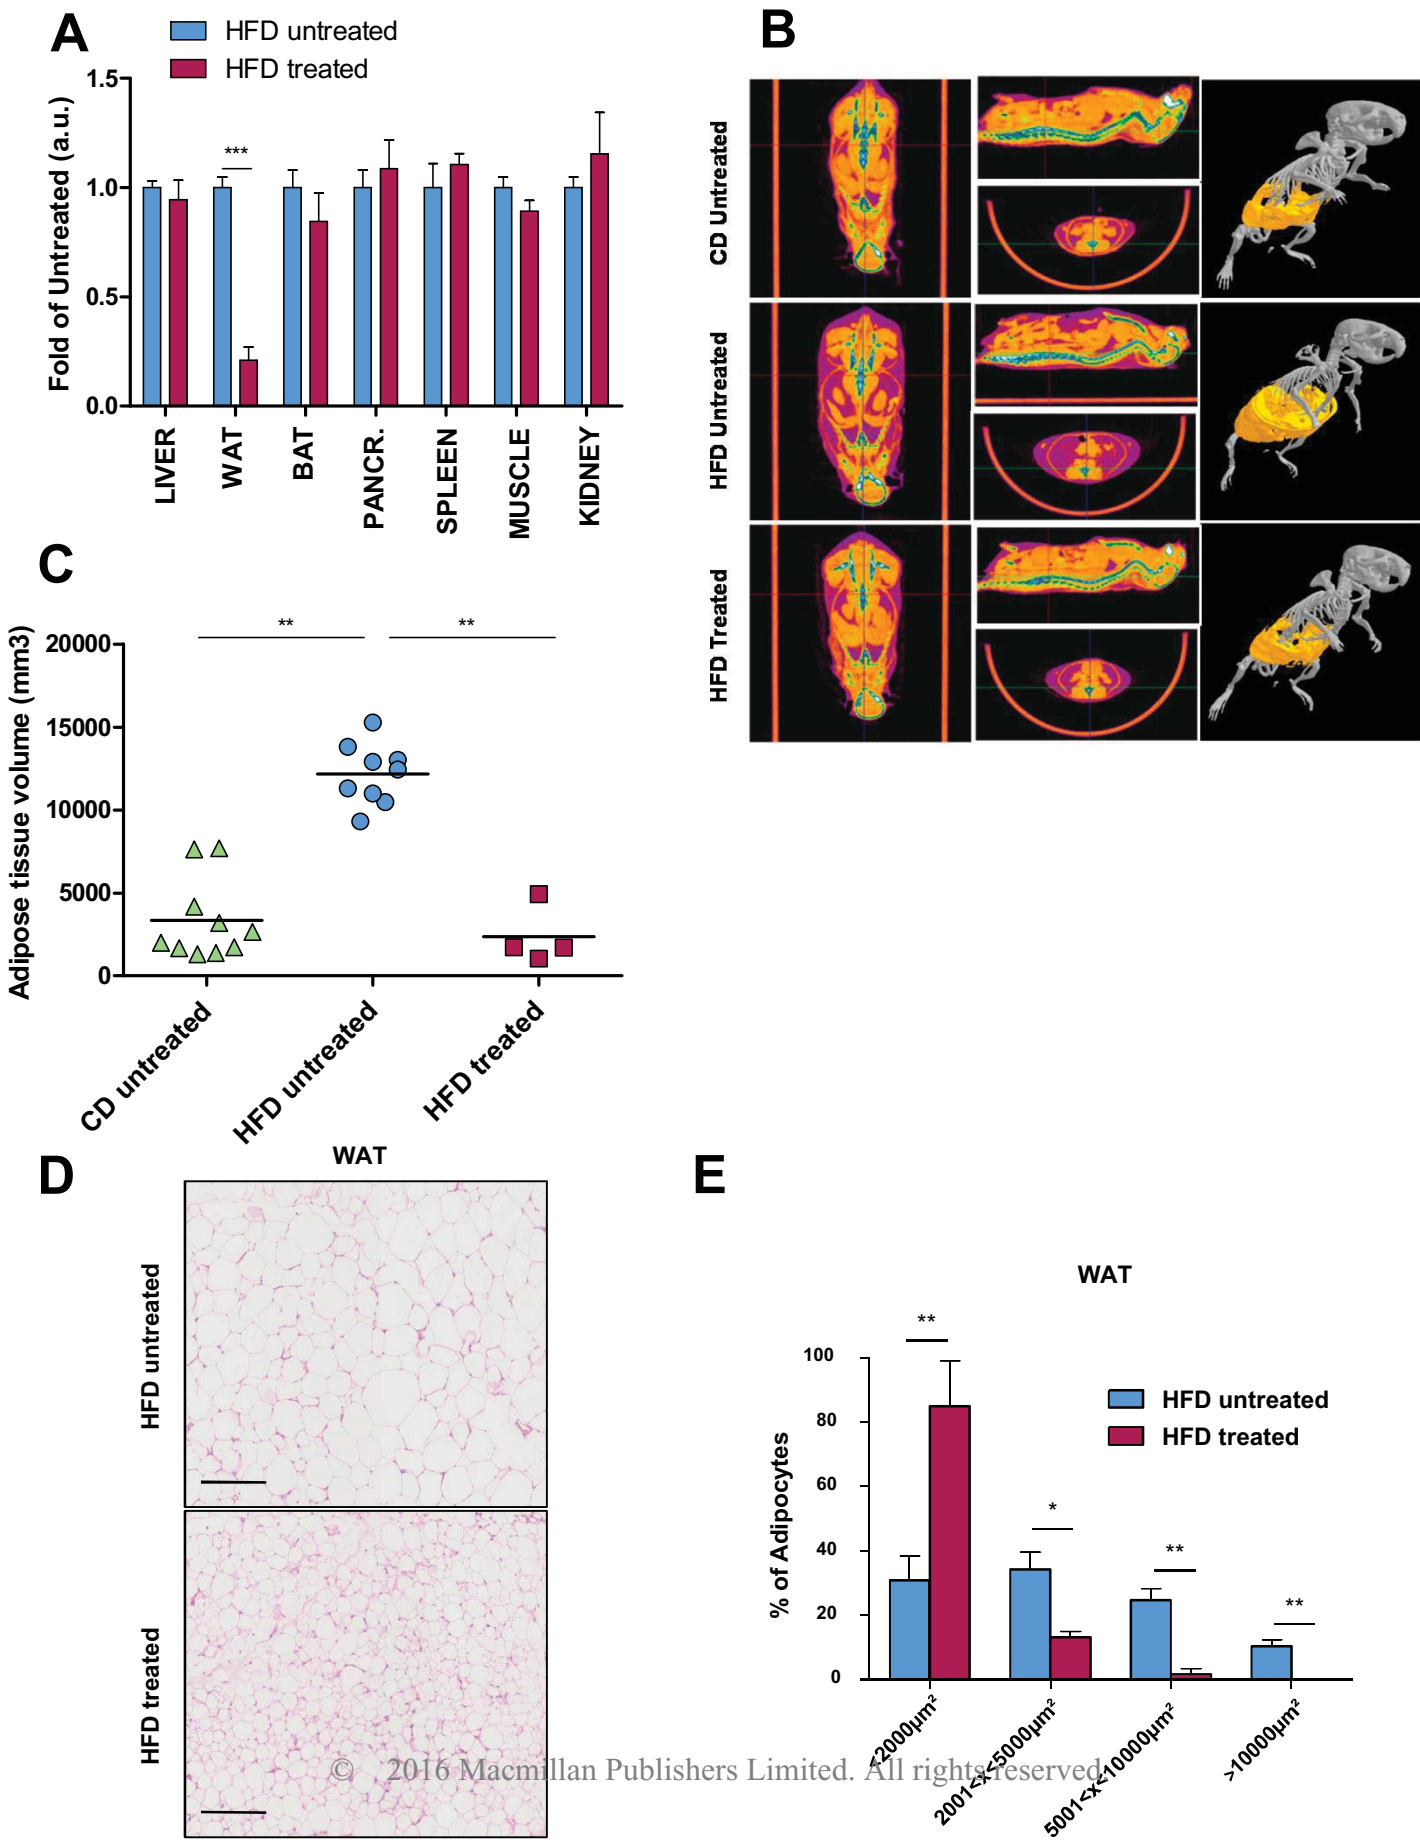 A
HFD untreated
HFD treated
Fold of Untreated (a.u.)
1.5
1.0
0.5
0.0
***
LIVER
WAT
BAT
PANCR.
SPLEEN
MUSCLE
KIDNEY
B
CD Untreated
HFD Untreated
HFD Treated
C
Adipose tissue volume (mm3)
20000
15000
10000
5000
0
**
**
CD untreated
HFD untreated
HFD treated
D
WAT
HFD untreated
HFD treated
E
WAT
% of Adipocytes
100
80
60
40
20
0
**
*
**
**
HFD untreated
HFD treated
<2000µm²
2001<x<5000µm²
5001<x<10000µm²
>10000µm²
© 2016 Macmillan Publishers Limited. All rights reserved.